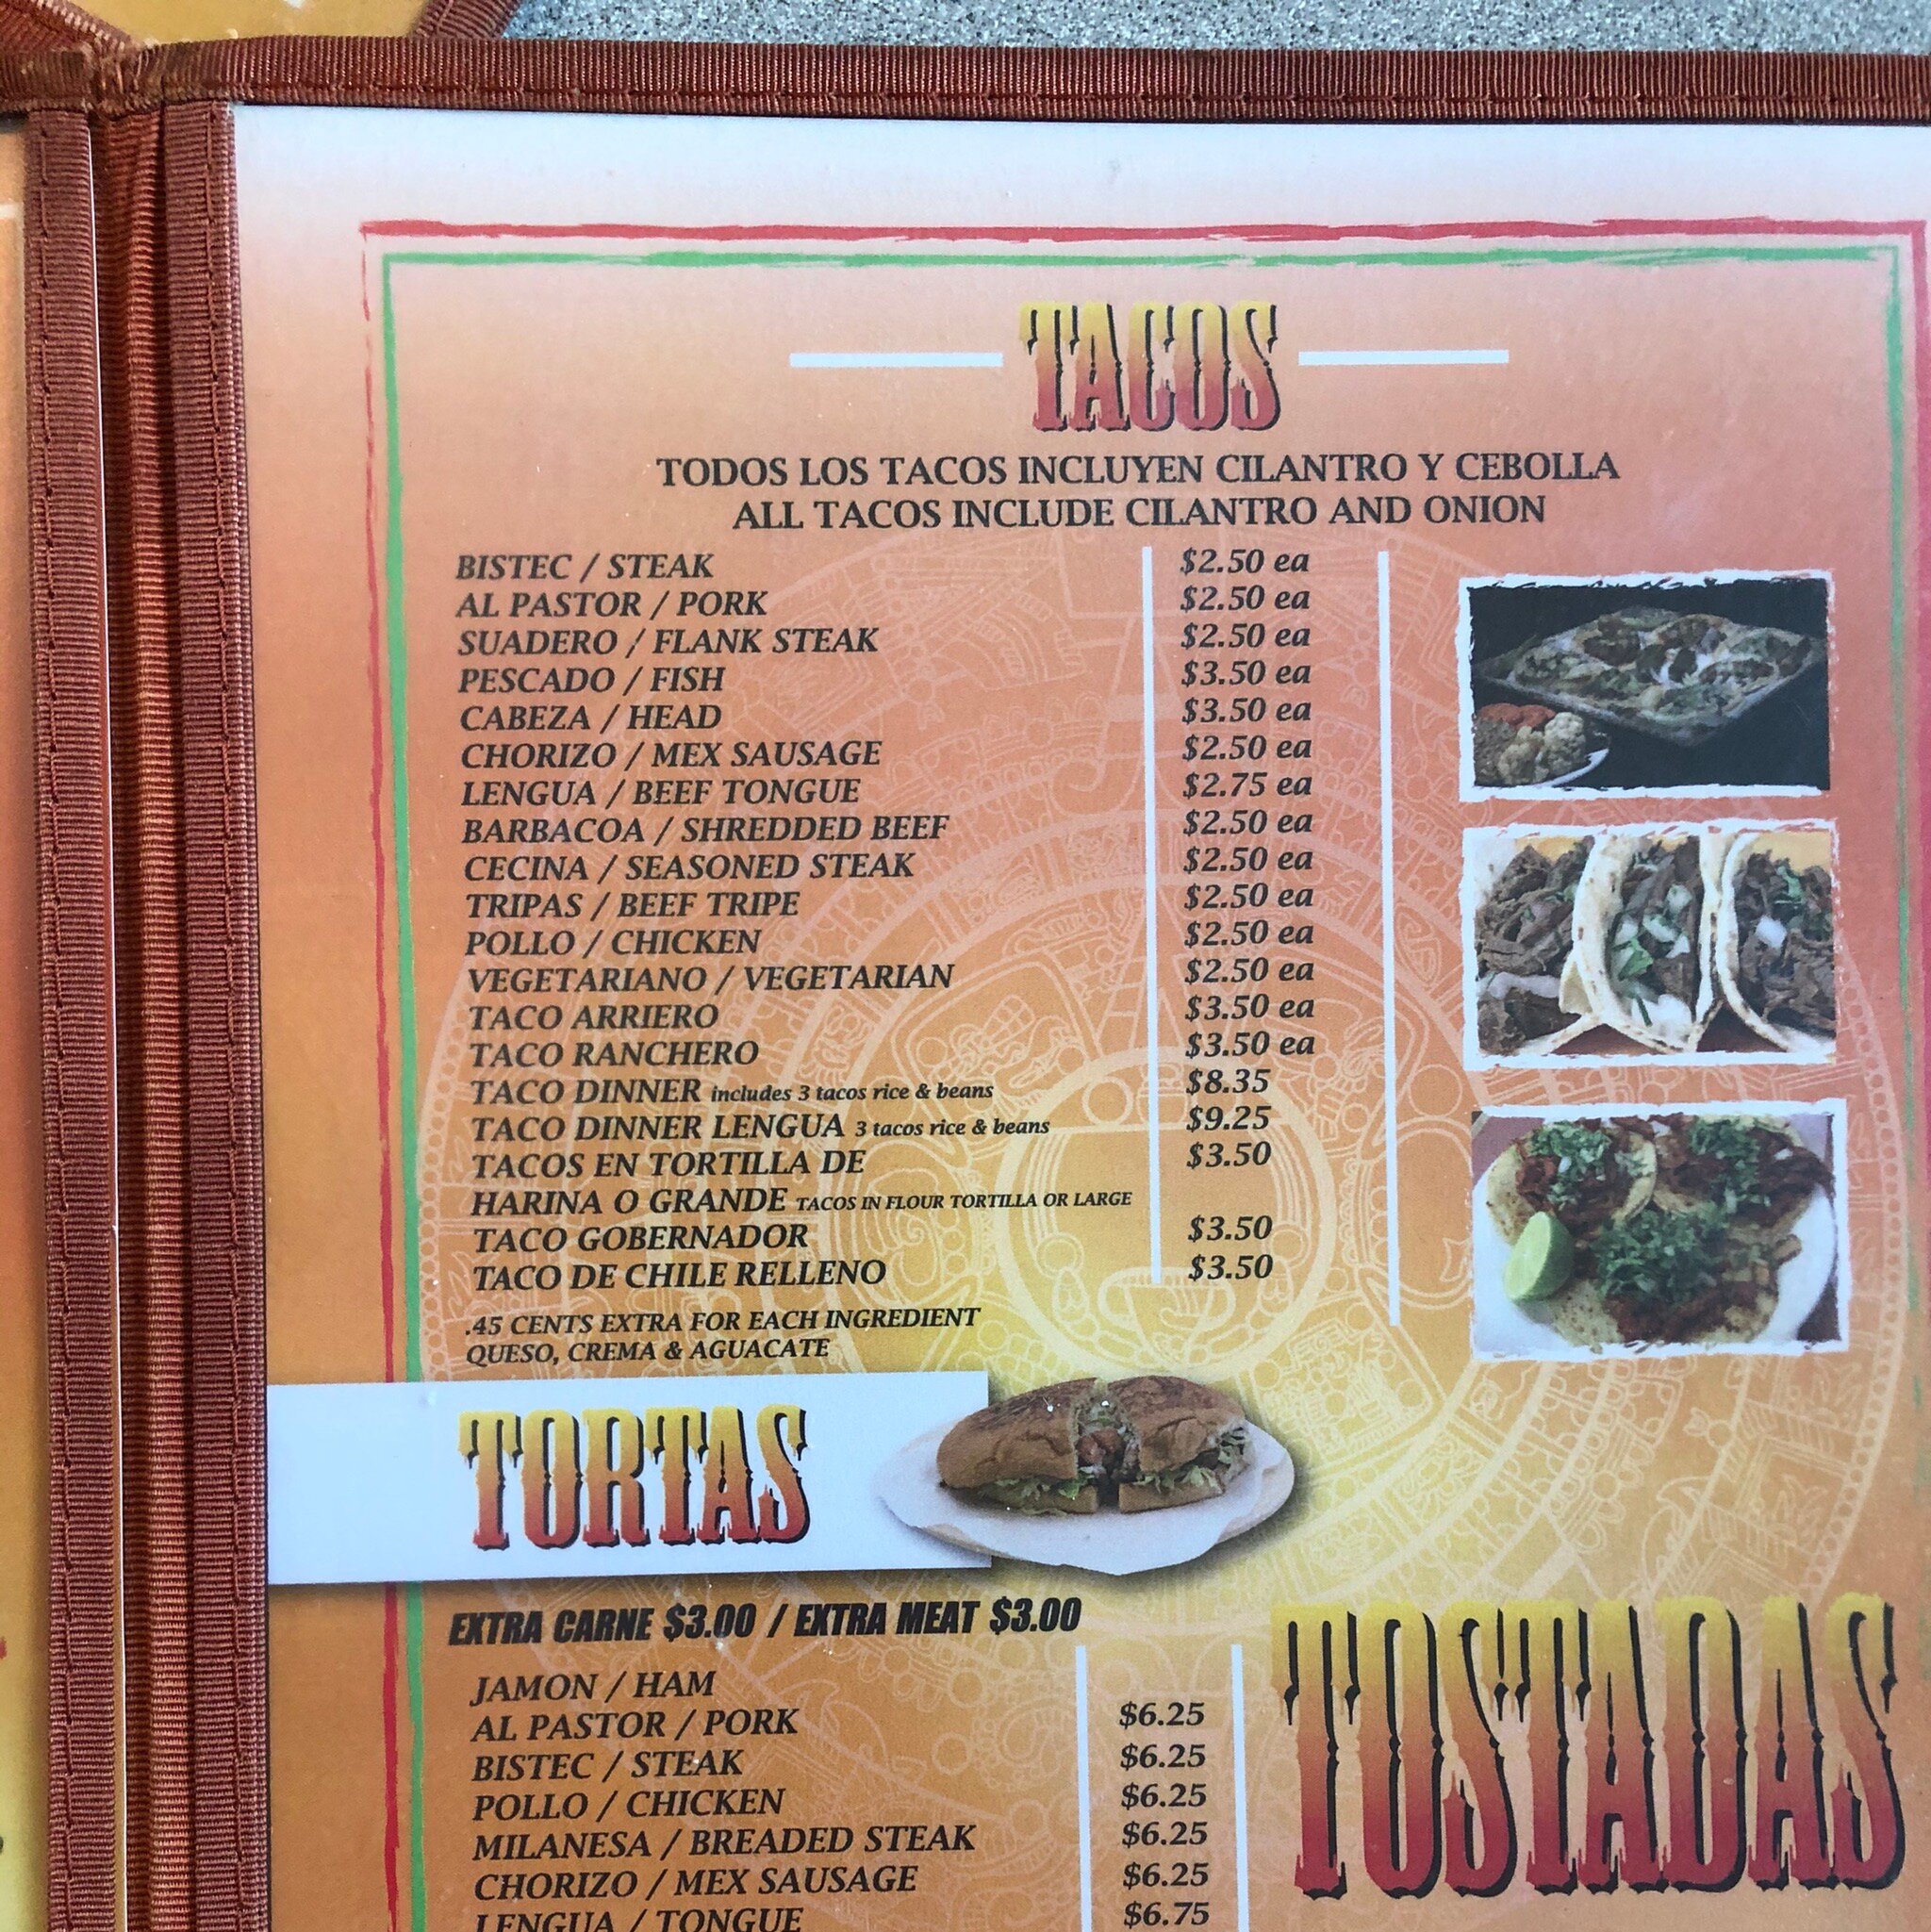 TACOS
TODOS LOS TACOS INCLUYEN CILANTRO Y CEBOLLA
ALL TACOS INCLUDE CILANTRO AND ONION
BISTEC / STEAK $2.50 ea
AL PASTOR / PORK $2.50 ea
SUADERO / FLANK STEAK $2.50 ea
PESCADO / FISH $3.50 ea
CABEZA / HEAD $3.50 ea
CHORIZO / MEX SAUSAGE $2.50 ea
LENGUA / BEEF TONGUE $2.75 ea
BARBACOA / SHREDDED BEEF $2.50 ea
CECINA / SEASONED STEAK $2.50 ea
TRIPAS / BEEF TRIPE $2.50 ea
POLLO / CHICKEN $2.50 ea
VEGETARIANO / VEGETARIAN $2.50 ea
TACO ARRIERO $3.50 ea
TACO RANCHERO $3.50 ea
TACO DINNER includes 3 tacos rice & beans $8.35
TACO DINNER LENGUA 3 tacos rice & beans $9.25
TACOS EN TORTILLA DE $3.50
HARINA O GRANDE TACOS IN FLOUR TORTILLA OR LARGE
TACO GOBERNADOR $3.50
TACO DE CHILE RELLENO $3.50
.45 CENTS EXTRA FOR EACH INGREDIENT
QUESO, CREMA & AGUACATE
TORTAS
EXTRA CARNE $3.00 / EXTRA MEAT $3.00
JAMON / HAM
AL PASTOR / PORK $6.25
BISTEC / STEAK $6.25
POLLO / CHICKEN $6.25
MILANESA / BREADED STEAK $6.25
CHORIZO / MEX SAUSAGE $6.25
LENGUA / TONGUE $6.75
TOSTADAS